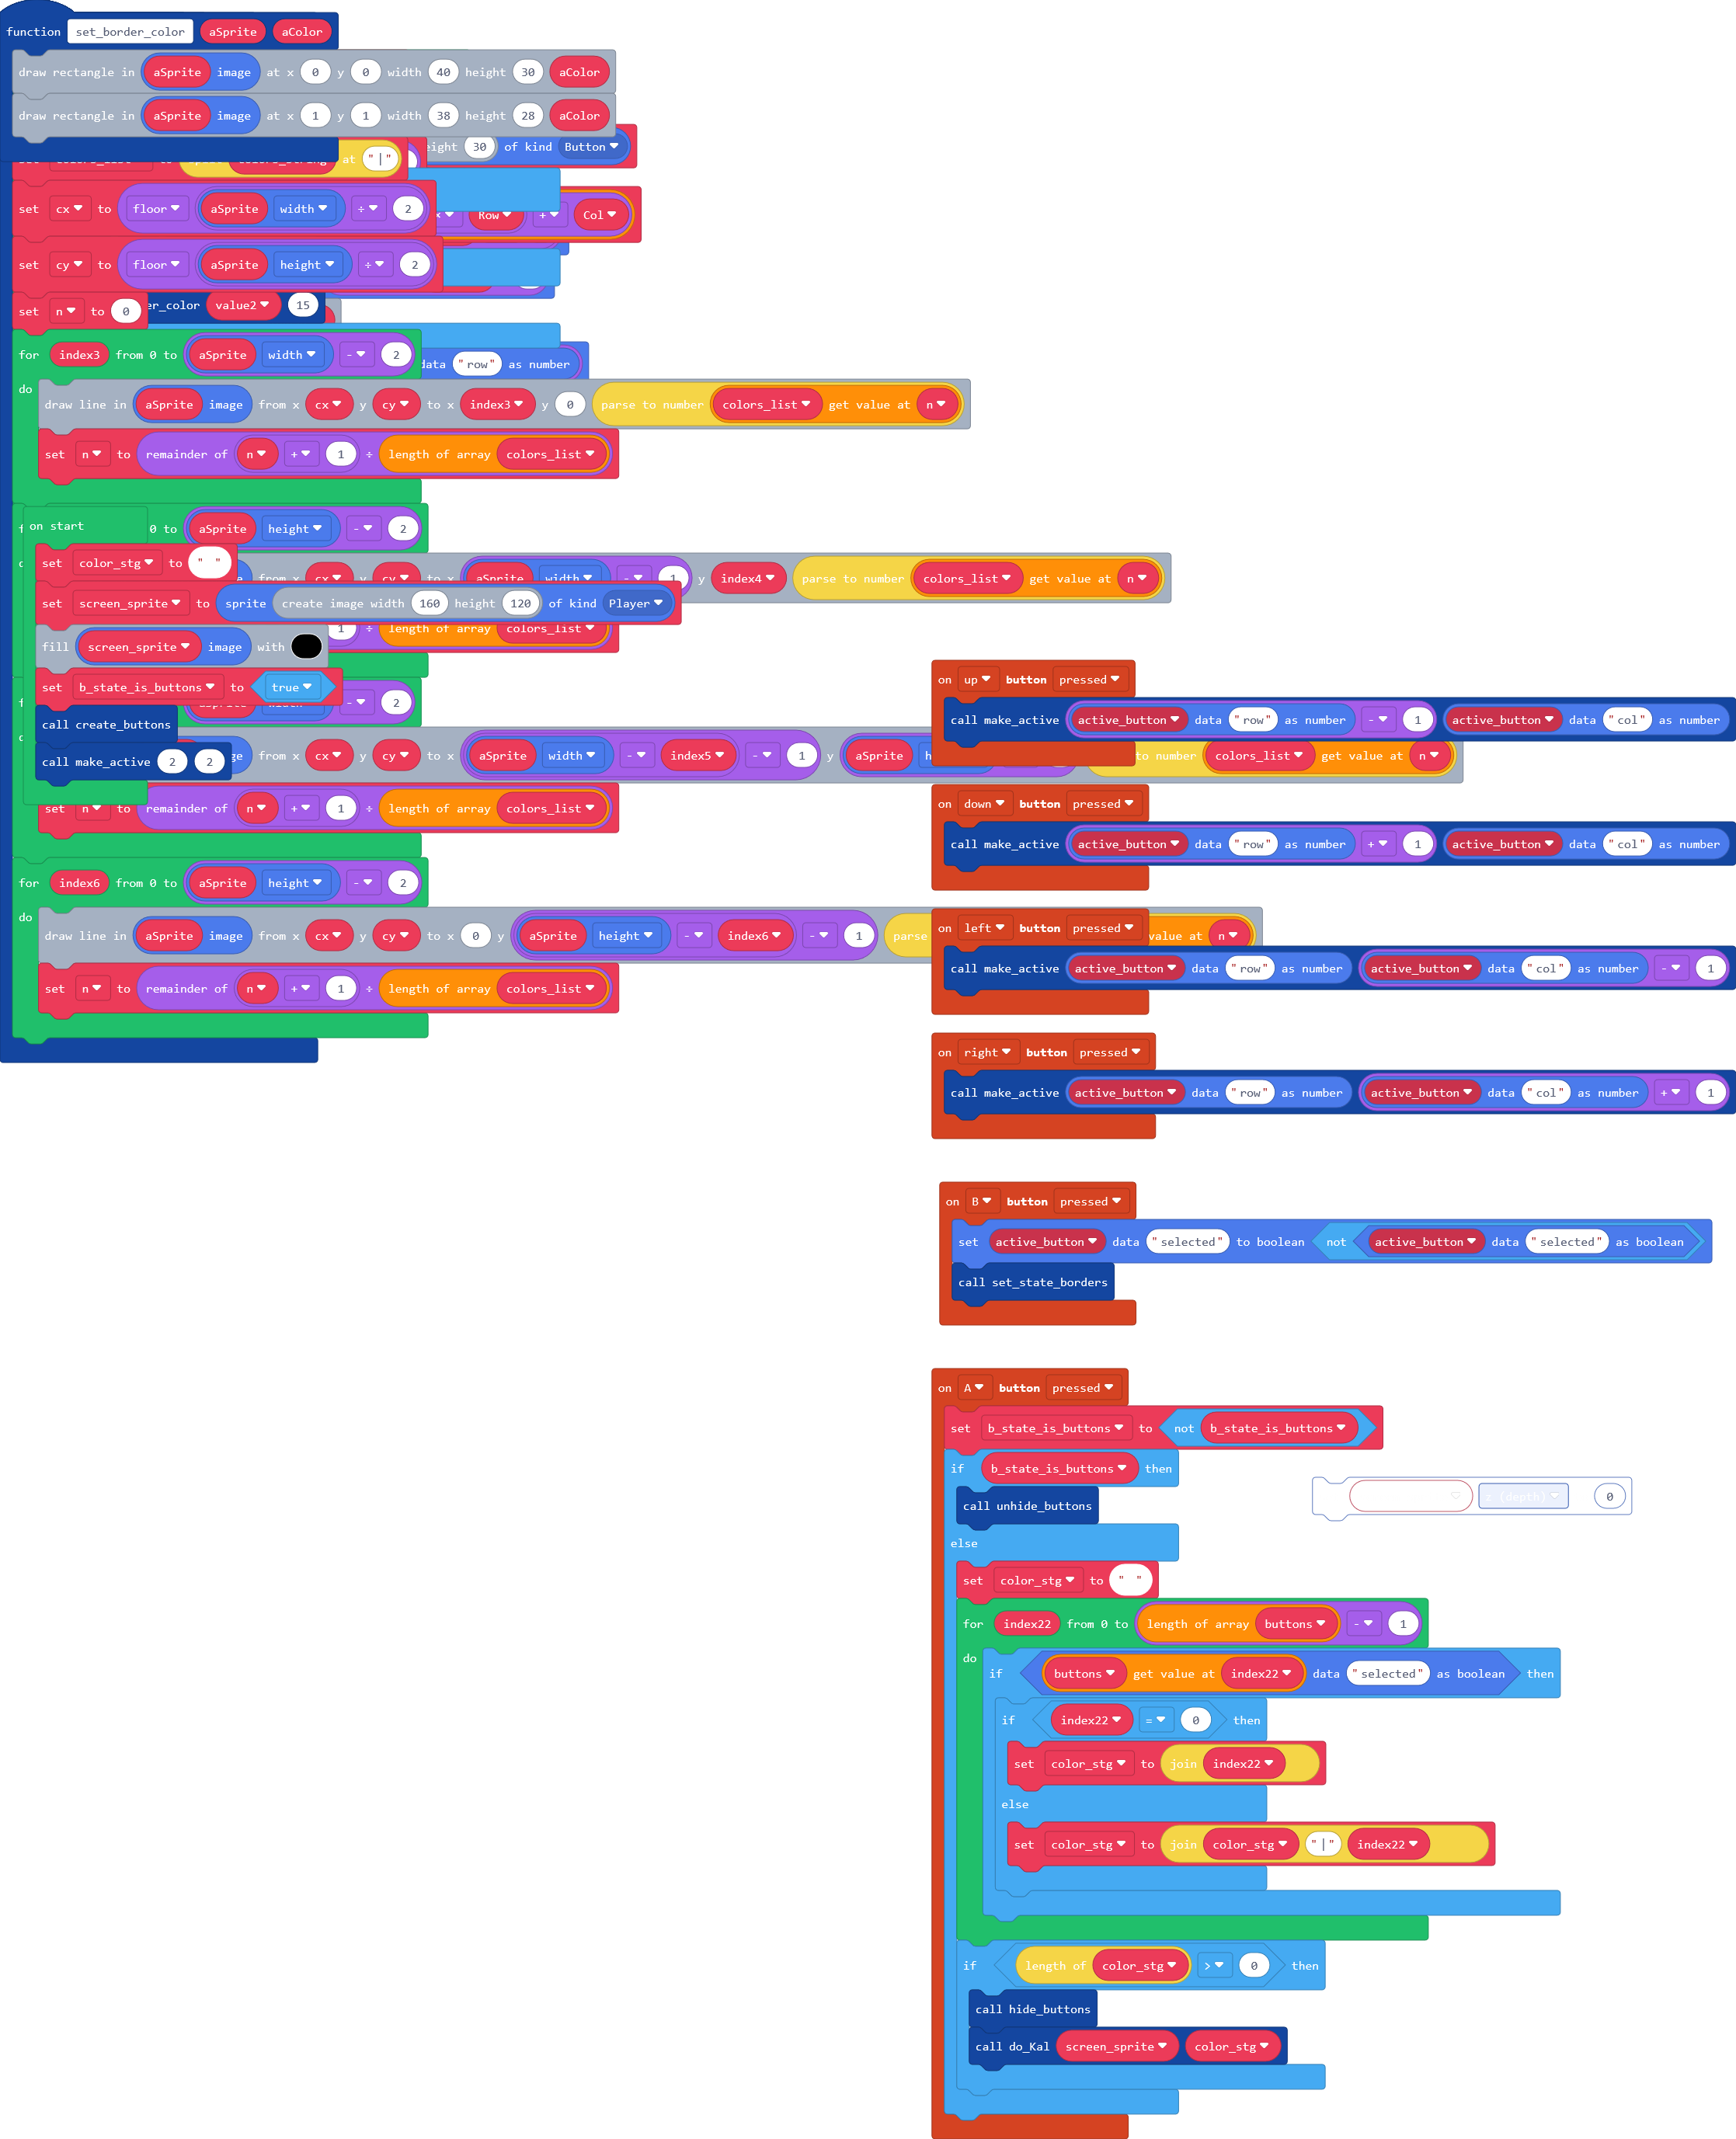 function set_border_color aSprite aColor
draw rectangle in aSprite image at x 0 y 0 width 40 height 30 aColor
draw rectangle in aSprite image at x 1 y 1 width 38 height 28 aColor
eight 30 of kind Button
at "|"
set cx to floor aSprite width ÷ 2
Row + Col
set cy to floor aSprite height ÷ 2
set n to 0
er_color value2 15
for index3 from 0 to aSprite width - 2
data "row" as number
do
draw line in aSprite image from x cx y cy to x index3 y 0 parse to number colors_list get value at n
set n to remainder of n + 1 ÷ length of array colors_list
on start
0 to aSprite height - 2
set color_stg to " "
from x cx y cy to x aSprite width - 1 y index4 parse to number colors_list get value at n
set screen_sprite to sprite create image width 160 height 120 of kind Player
1 ÷ length of array colors_list
fill screen_sprite image with
set b_state_is_buttons to true
- 2
call create_buttons
call make_active 2 2
from x cx y cy to x aSprite width - index5 - 1 y aSprite h to number colors_list get value at n
set n to remainder of n + 1 ÷ length of array colors_list
for index6 from 0 to aSprite height - 2
do
draw line in aSprite image from x cx y cy to x 0 y aSprite height - index6 - 1 parse value at n
set n to remainder of n + 1 ÷ length of array colors_list
on up button pressed
call make_active active_button data "row" as number - 1 active_button data "col" as number
on down button pressed
call make_active active_button data "row" as number + 1 active_button data "col" as number
on left button pressed
call make_active active_button data "row" as number active_button data "col" as number - 1
on right button pressed
call make_active active_button data "row" as number active_button data "col" as number + 1
on B button pressed
set active_button data "selected" to boolean not active_button data "selected" as boolean
call set_state_borders
on A button pressed
set b_state_is_buttons to not b_state_is_buttons
if b_state_is_buttons then
call unhide_buttons
z (depth) 0
else
set color_stg to " "
for index22 from 0 to length of array buttons - 1
do
if buttons get value at index22 data "selected" as boolean then
if index22 = 0 then
set color_stg to join index22
else
set color_stg to join color_stg "|" index22
if length of color_stg > 0 then
call hide_buttons
call do_Kal screen_sprite color_stg